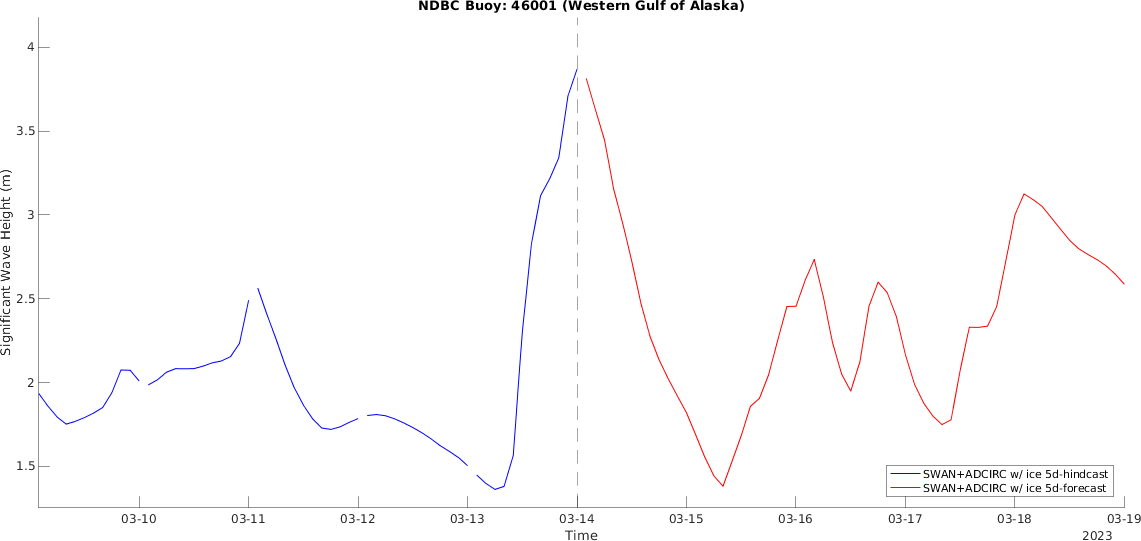 NDBC Buoy: 46001 (Western Gulf of Alaska)
Significant Wave Height (m)
4
3.5
3
2.5
2
1.5
SWAN+ADCIRC w/ ice 5d-hindcast
SWAN+ADCIRC w/ ice 5d-forecast
03-10 03-11 03-12 03-13 03-14 03-15 03-16 03-17 03-18 03-19
Time
2023